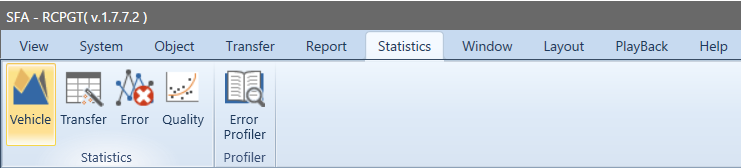 SFA - RCPGT( v.1.7.7.2 )
View System Object Transfer Report Statistics Window Layout PlayBack Help
Vehicle Transfer Error Quality Error Profiler
Statistics Profiler